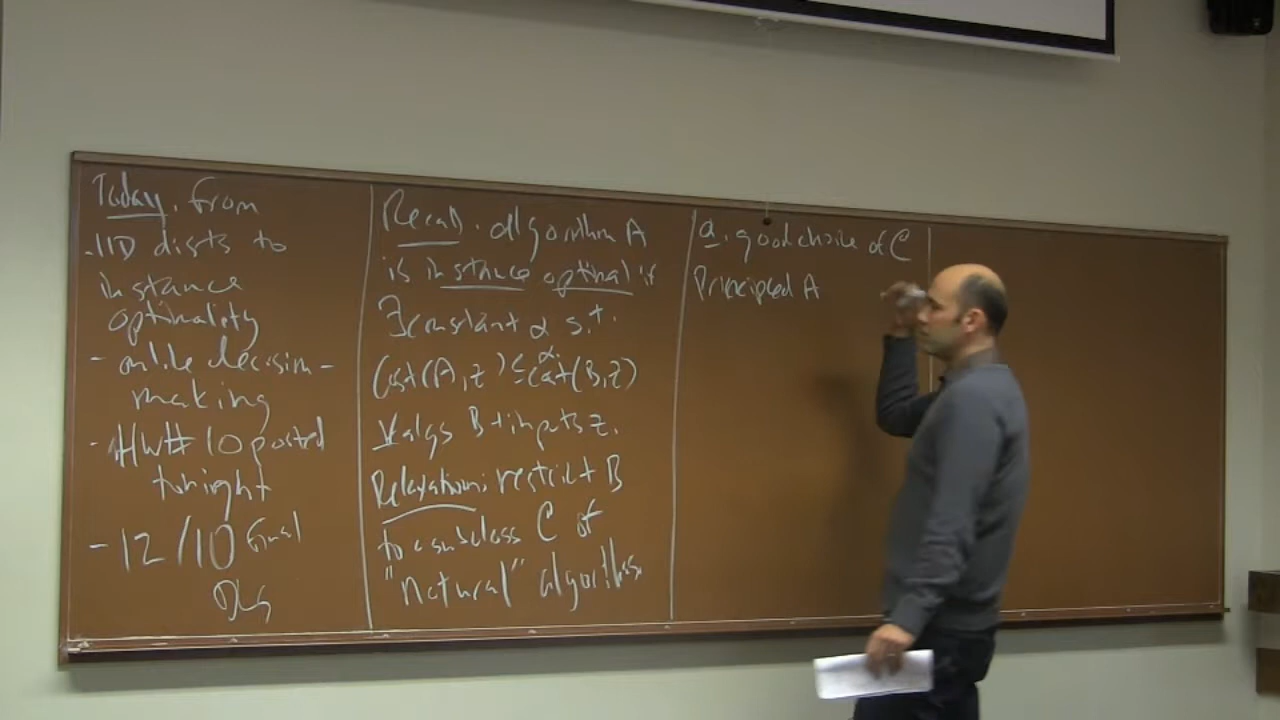 Today. from
.IID dists to
instance
optimality
- online decision-
making
- HW# 10 posted
tonight
- 12/10 final
Recall. algorithm A
is instance optimal if
∃ constant α s.t.
Cost(A,z) ≤ α·Cost(B,z)
∀ algs B + inputs z.
Relaxation: restrict B
to a subclass C of
"natural" algorithms.
Q. good choice of C
Principled A